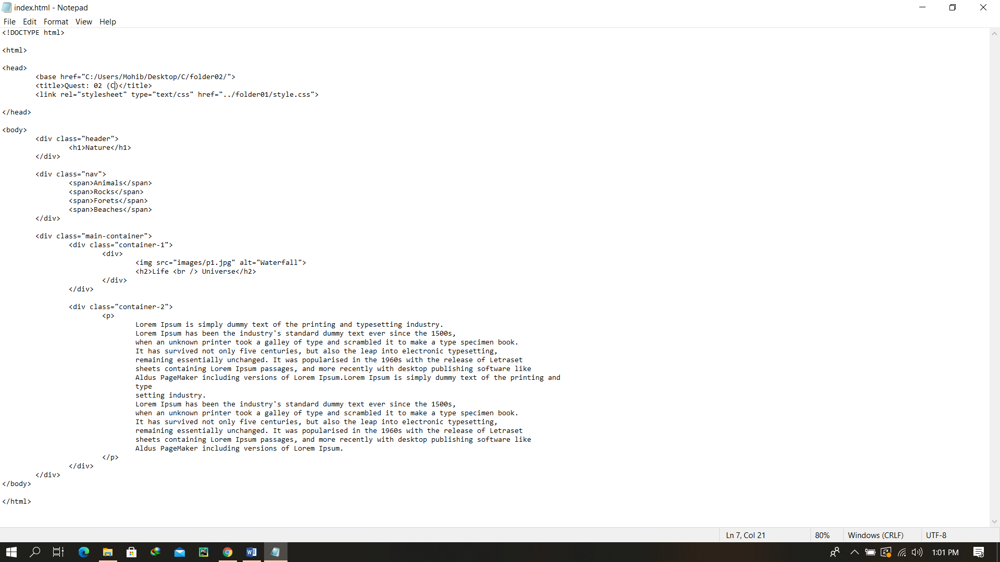 index.html - Notepad
File Edit Format View Help
<!DOCTYPE html>
<html>
<head>
<base href="C:/Users/Mohib/Desktop/C/folder02/">
<title>Quest: 02 (C)</title>
<link rel="stylesheet" type="text/css" href="../folder01/style.css">
</head>
<body>
<div class="header">
<h1>Nature</h1>
</div>
<div class="nav">
<span>Animals</span>
<span>Rocks</span>
<span>Forets</span>
<span>Beaches</span>
</div>
<div class="main-container">
<div class="container-1">
<div>
<img src="images/p1.jpg" alt="Waterfall">
<h2>Life <br /> Universe</h2>
</div>
</div>
<div class="container-2">
<p>
Lorem Ipsum is simply dummy text of the printing and typesetting industry.
Lorem Ipsum has been the industry's standard dummy text ever since the 1500s,
when an unknown printer took a galley of type and scrambled it to make a type specimen book.
It has survived not only five centuries, but also the leap into electronic typesetting,
remaining essentially unchanged. It was popularised in the 1960s with the release of Letraset
sheets containing Lorem Ipsum passages, and more recently with desktop publishing software like
Aldus PageMaker including versions of Lorem Ipsum.Lorem Ipsum is simply dummy text of the printing and
type
setting industry.
Lorem Ipsum has been the industry's standard dummy text ever since the 1500s,
when an unknown printer took a galley of type and scrambled it to make a type specimen book.
It has survived not only five centuries, but also the leap into electronic typesetting,
remaining essentially unchanged. It was popularised in the 1960s with the release of Letraset
sheets containing Lorem Ipsum passages, and more recently with desktop publishing software like
Aldus PageMaker including versions of Lorem Ipsum.
</p>
</div>
</div>
</body>
</html>
Ln 7, Col 21 80% Windows (CRLF) UTF-8
1:01 PM